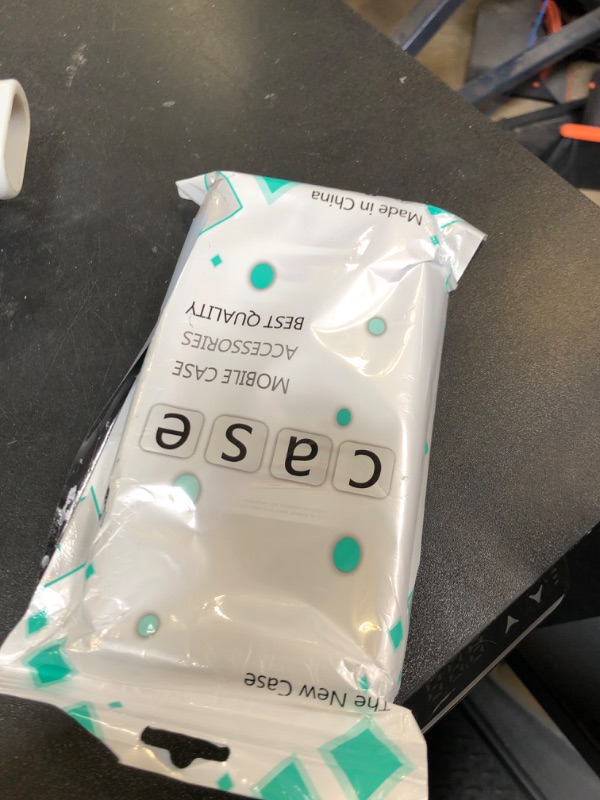 The New Case
case
MOBILE CASE
ACCESSORIES
BEST QUALITY
Made in China